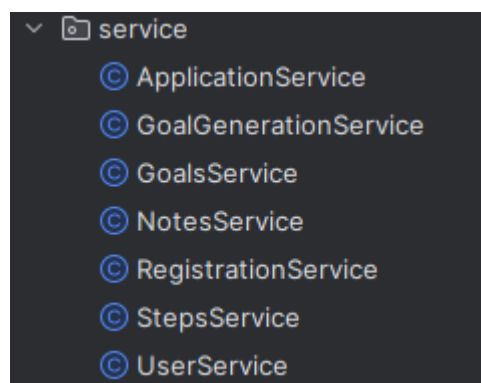 service
ApplicationService
GoalGenerationService
GoalsService
NotesService
RegistrationService
StepsService
UserService